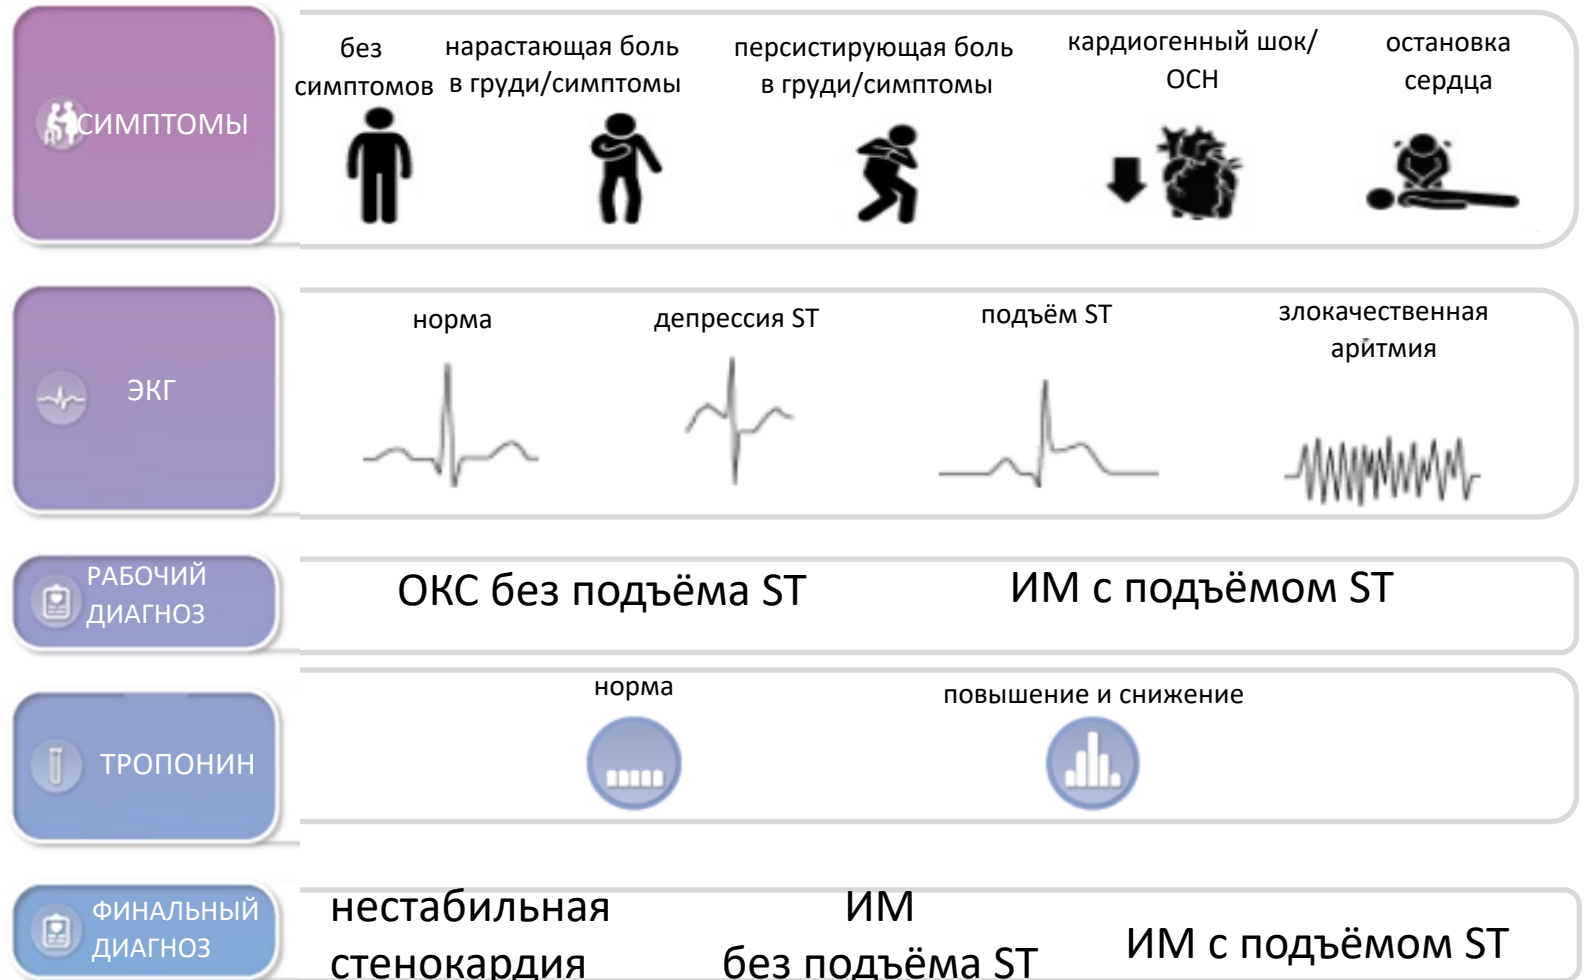 СИМПТОМЫ
без
симптомов
нарастающая боль
в груди/симптомы
персистирующая боль
в груди/симптомы
кардиогенный шок/
ОСН
остановка
сердца
ЭКГ
норма
депрессия ST
подъём ST
злокачественная
аритмия
РАБОЧИЙ
ДИАГНОЗ
ОКС без подъёма ST
ИМ с подъёмом ST
ТРОПОНИН
норма
повышение и снижение
ФИНАЛЬНЫЙ
ДИАГНОЗ
нестабильная
стенокардия
ИМ
без подъёма ST
ИМ с подъёмом ST